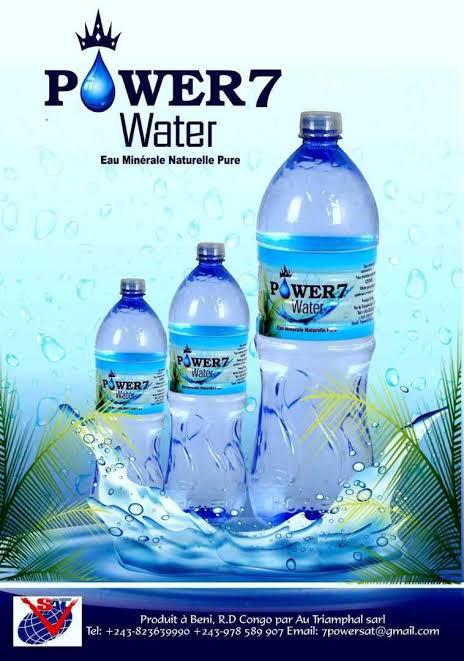 POWER7
Water
Eau Minérale Naturelle Pure
POWER7
Water
Eau Minérale Naturelle Pure
POWER7
Water
POWER7
Water
SAT
Produit à Beni, R.D Congo par Au Triamphal sarl
Tel: +243-823639990 +243-978 589 907 Email: 7powersat@gmail.com